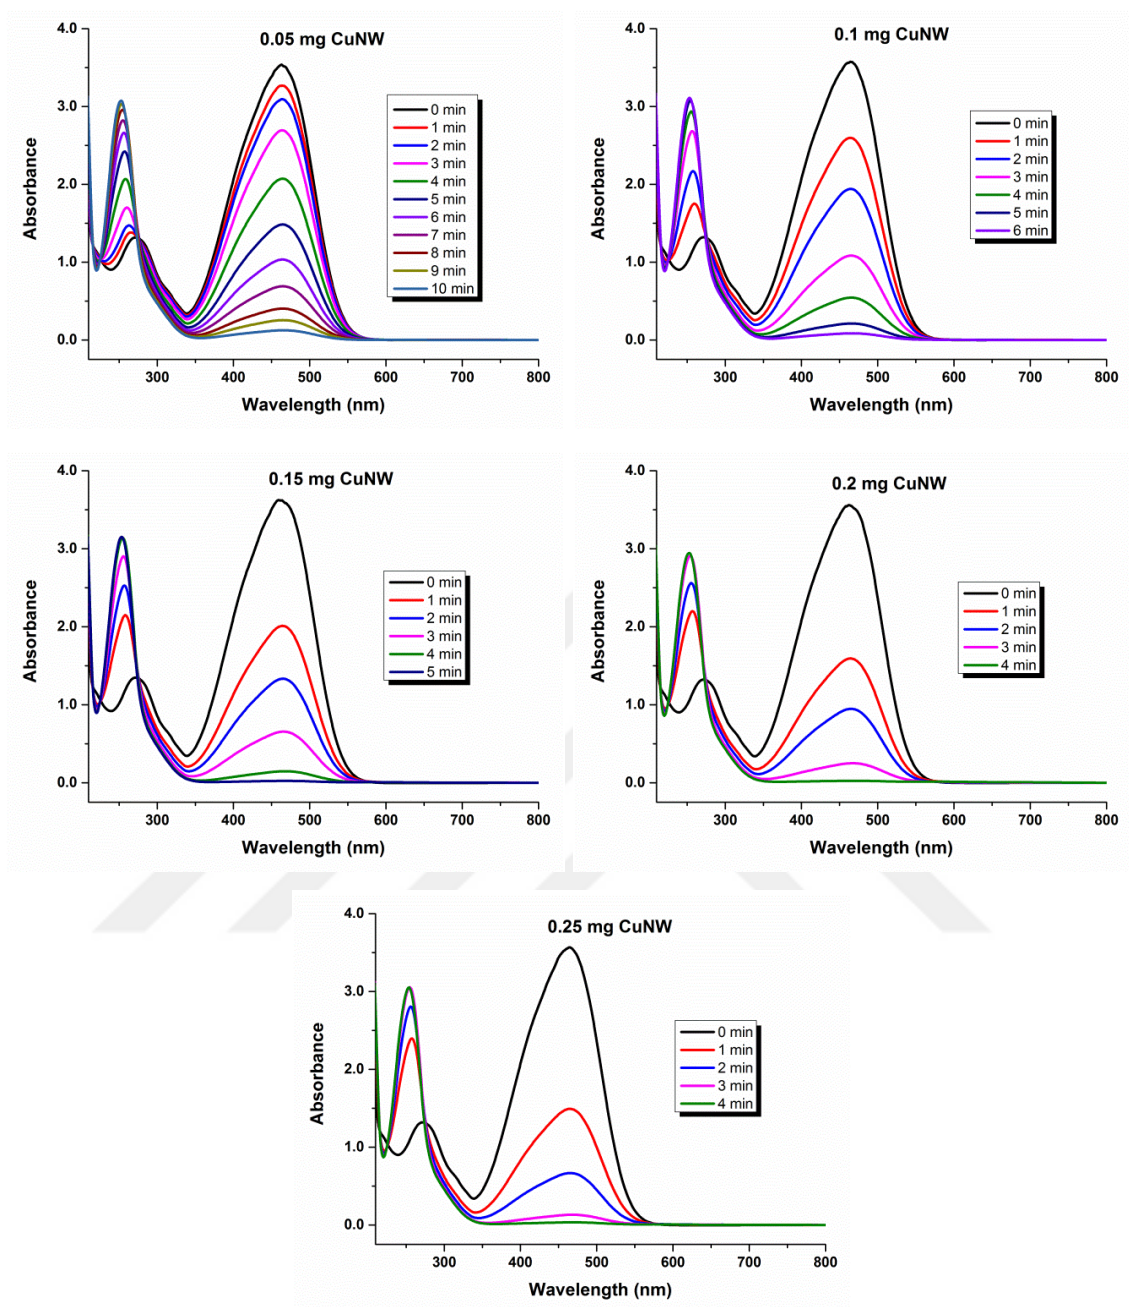 0.05 mg CuNW
4.0
3.0
2.0
1.0
0.0
Absorbance
300 400 500 600 700 800
Wavelength (nm)
0 min
1 min
2 min
3 min
4 min
5 min
6 min
7 min
8 min
9 min
10 min
0.1 mg CuNW
4.0
3.0
2.0
1.0
0.0
Absorbance
300 400 500 600 700 800
Wavelength (nm)
0 min
1 min
2 min
3 min
4 min
5 min
6 min
0.15 mg CuNW
4.0
3.0
2.0
1.0
0.0
Absorbance
300 400 500 600 700 800
Wavelength (nm)
0 min
1 min
2 min
3 min
4 min
5 min
0.2 mg CuNW
4.0
3.0
2.0
1.0
0.0
Absorbance
300 400 500 600 700 800
Wavelength (nm)
0 min
1 min
2 min
3 min
4 min
0.25 mg CuNW
4.0
3.0
2.0
1.0
0.0
Absorbance
300 400 500 600 700 800
Wavelength (nm)
0 min
1 min
2 min
3 min
4 min